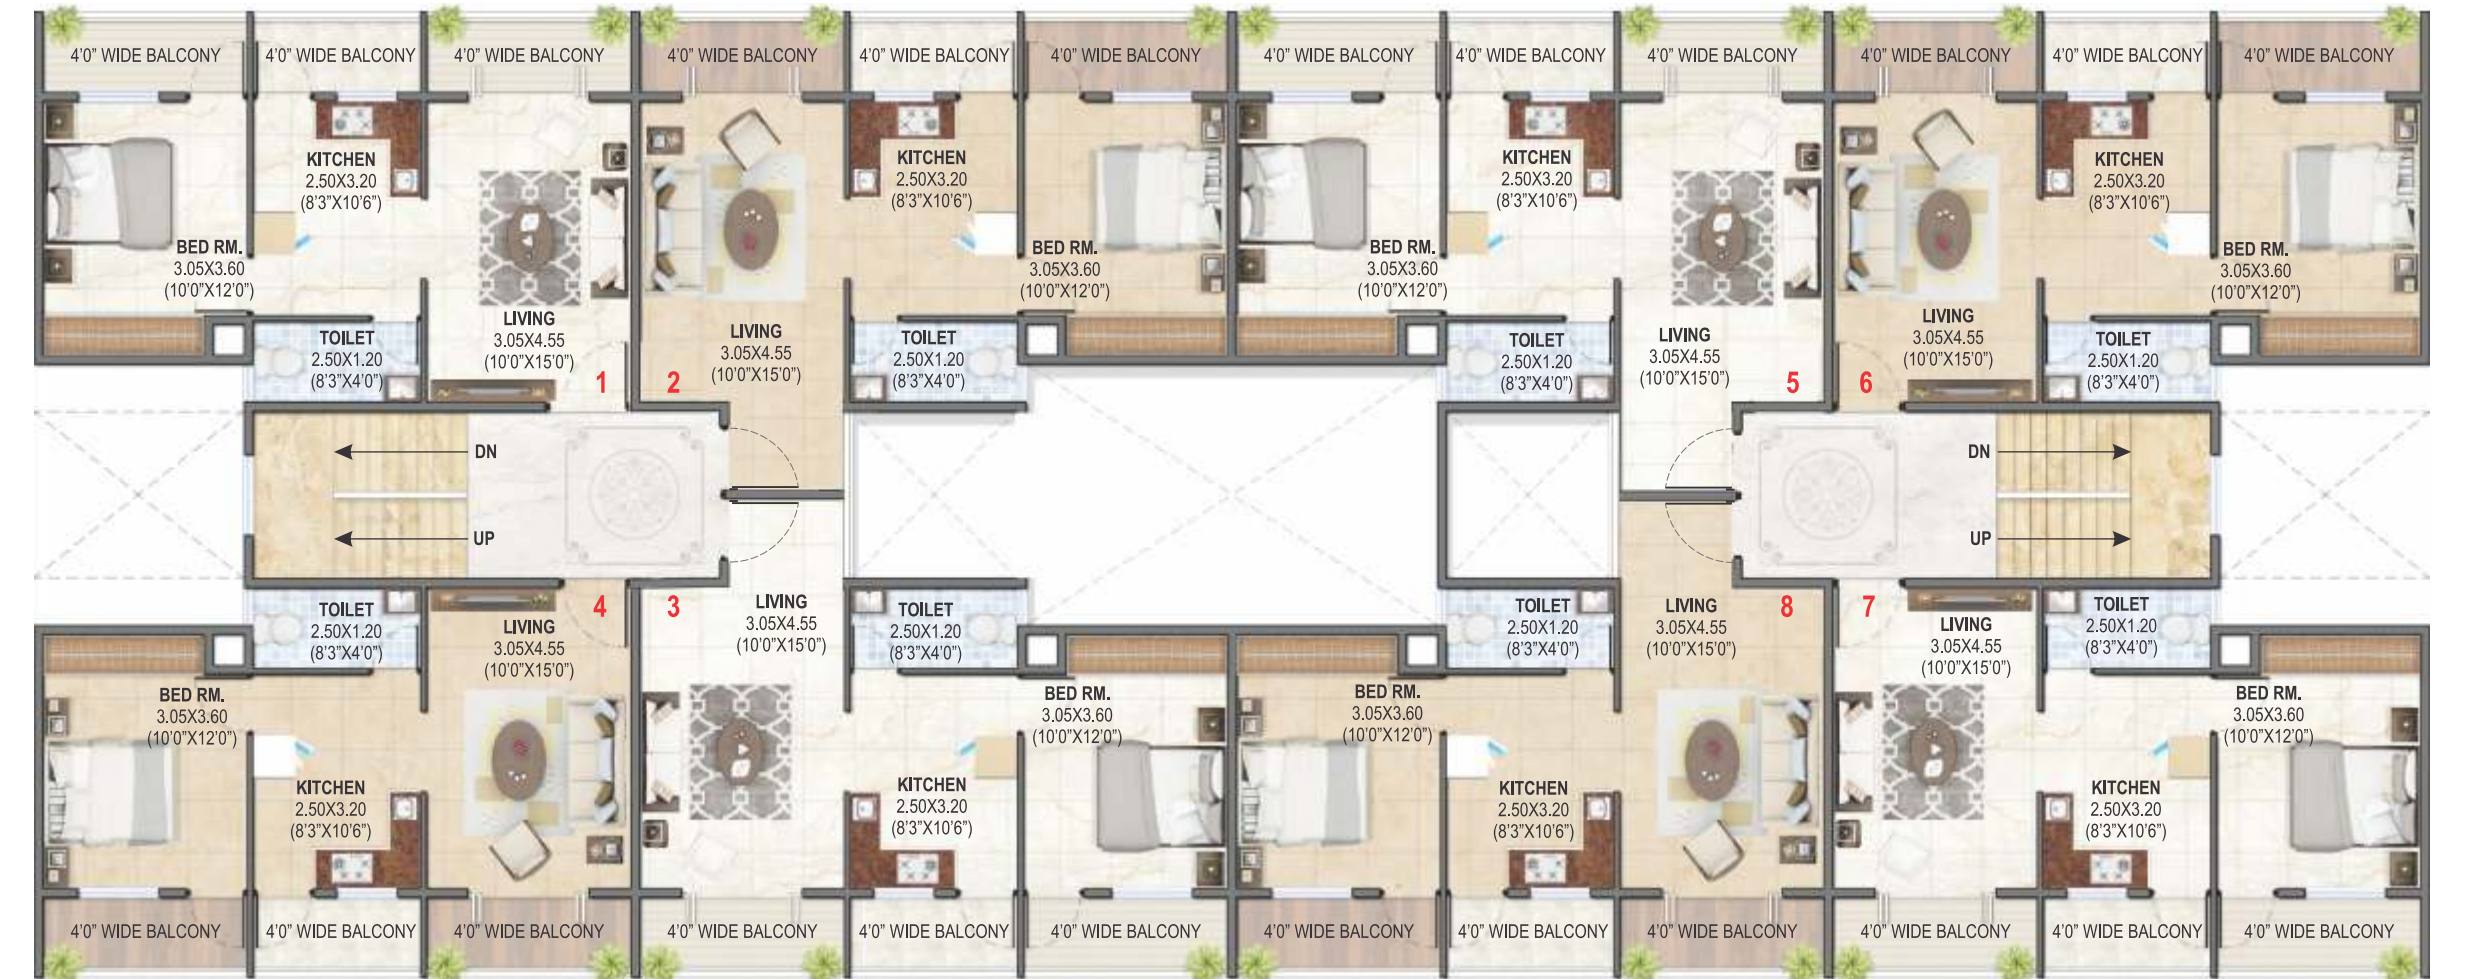 4'0" WIDE BALCONY
4'0" WIDE BALCONY
4'0" WIDE BALCONY
4'0" WIDE BALCONY
4'0" WIDE BALCONY
4'0" WIDE BALCONY
4'0" WIDE BALCONY
4'0" WIDE BALCONY
4'0" WIDE BALCONY
4'0" WIDE BALCONY
4'0" WIDE BALCONY
4'0" WIDE BALCONY
BED RM.
3.05X3.60
(10'0"X12'0")
KITCHEN
2.50X3.20
(8'3"X10'6")
TOILET
2.50X1.20
(8'3"X4'0")
LIVING
3.05X4.55
(10'0"X15'0")
1
2
LIVING
3.05X4.55
(10'0"X15'0")
KITCHEN
2.50X3.20
(8'3"X10'6")
TOILET
2.50X1.20
(8'3"X4'0")
BED RM.
3.05X3.60
(10'0"X12'0")
BED RM.
3.05X3.60
(10'0"X12'0")
KITCHEN
2.50X3.20
(8'3"X10'6")
TOILET
2.50X1.20
(8'3"X4'0")
LIVING
3.05X4.55
(10'0"X15'0")
5
6
LIVING
3.05X4.55
(10'0"X15'0")
KITCHEN
2.50X3.20
(8'3"X10'6")
TOILET
2.50X1.20
(8'3"X4'0")
BED RM.
3.05X3.60
(10'0"X12'0")
DN
UP
DN
UP
BED RM.
3.05X3.60
(10'0"X12'0")
TOILET
2.50X1.20
(8'3"X4'0")
KITCHEN
2.50X3.20
(8'3"X10'6")
LIVING
3.05X4.55
(10'0"X15'0")
4
3
LIVING
3.05X4.55
(10'0"X15'0")
TOILET
2.50X1.20
(8'3"X4'0")
KITCHEN
2.50X3.20
(8'3"X10'6")
BED RM.
3.05X3.60
(10'0"X12'0")
BED RM.
3.05X3.60
(10'0"X12'0")
TOILET
2.50X1.20
(8'3"X4'0")
KITCHEN
2.50X3.20
(8'3"X10'6")
LIVING
3.05X4.55
(10'0"X15'0")
8
7
LIVING
3.05X4.55
(10'0"X15'0")
TOILET
2.50X1.20
(8'3"X4'0")
KITCHEN
2.50X3.20
(8'3"X10'6")
BED RM.
3.05X3.60
(10'0"X12'0")
4'0" WIDE BALCONY
4'0" WIDE BALCONY
4'0" WIDE BALCONY
4'0" WIDE BALCONY
4'0" WIDE BALCONY
4'0" WIDE BALCONY
4'0" WIDE BALCONY
4'0" WIDE BALCONY
4'0" WIDE BALCONY
4'0" WIDE BALCONY
4'0" WIDE BALCONY
4'0" WIDE BALCONY